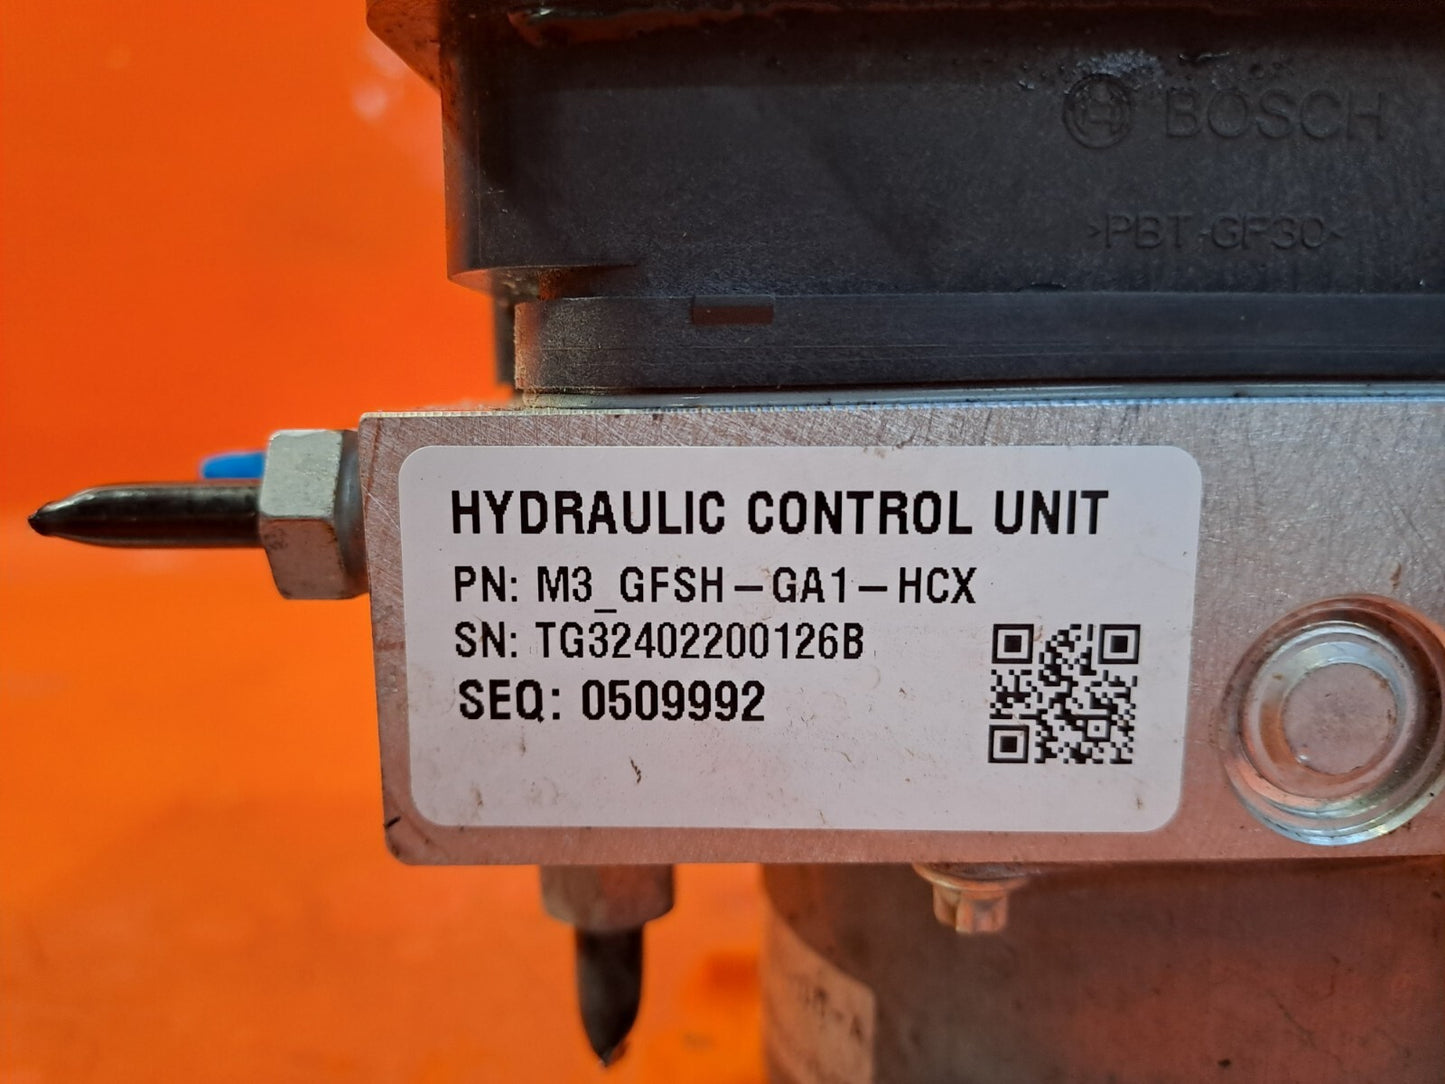 BOSCH
>PBT-GF30<
HYDRAULIC CONTROL UNIT
PN: M3_GFSH-GA1-HCX
SN: TG32402200126B
SEQ: 0509992